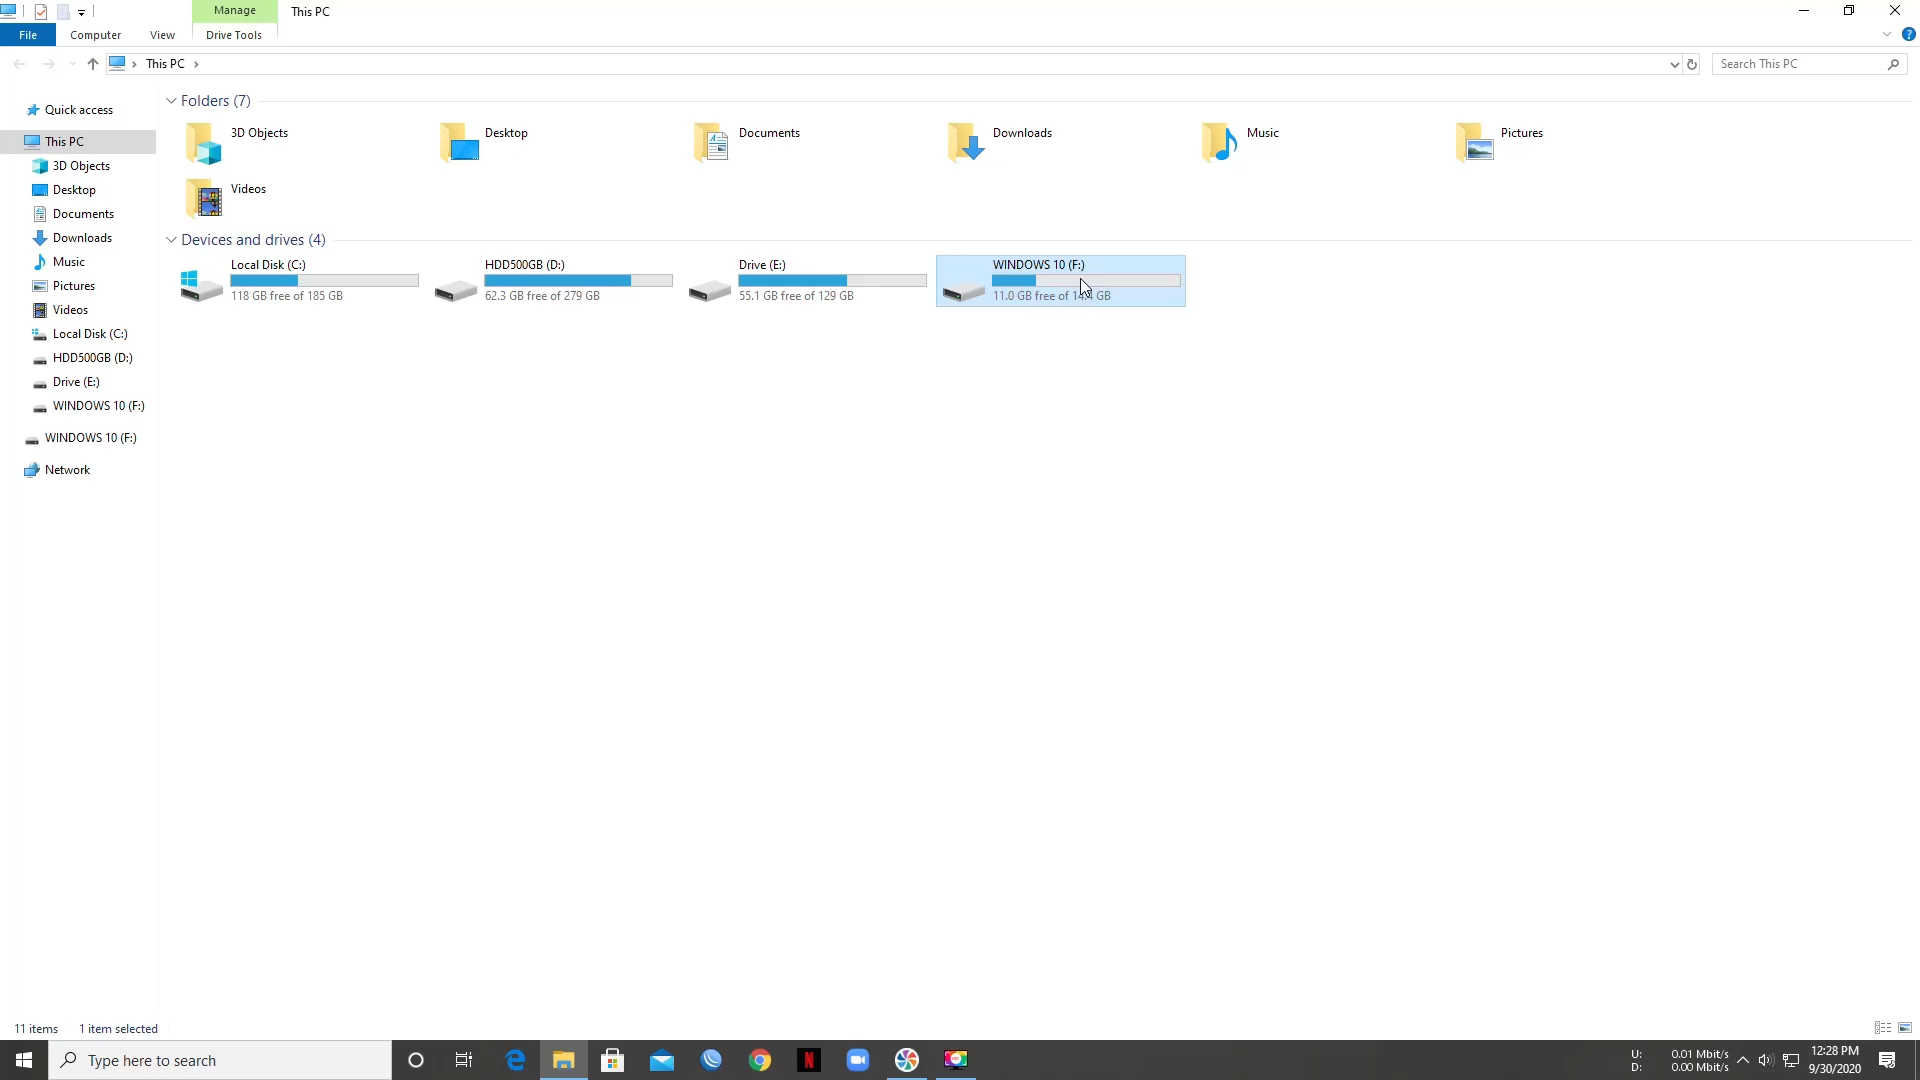 Manage
This PC
File
Computer
View
Drive Tools
This PC
Search This PC
Quick access
This PC
3D Objects
Desktop
Documents
Downloads
Music
Pictures
Videos
Local Disk (C:)
HDD500GB (D:)
Drive (E:)
WINDOWS 10 (F:)
WINDOWS 10 (F:)
Network
Folders (7)
3D Objects
Desktop
Documents
Downloads
Music
Pictures
Videos
Devices and drives (4)
Local Disk (C:)
118 GB free of 185 GB
HDD500GB (D:)
62.3 GB free of 279 GB
Drive (E:)
55.1 GB free of 129 GB
WINDOWS 10 (F:)
11.0 GB free of 14.4 GB
11 items
1 item selected
Type here to search
U: 0.01 Mbit/s
D: 0.00 Mbit/s
12:28 PM
9/30/2020